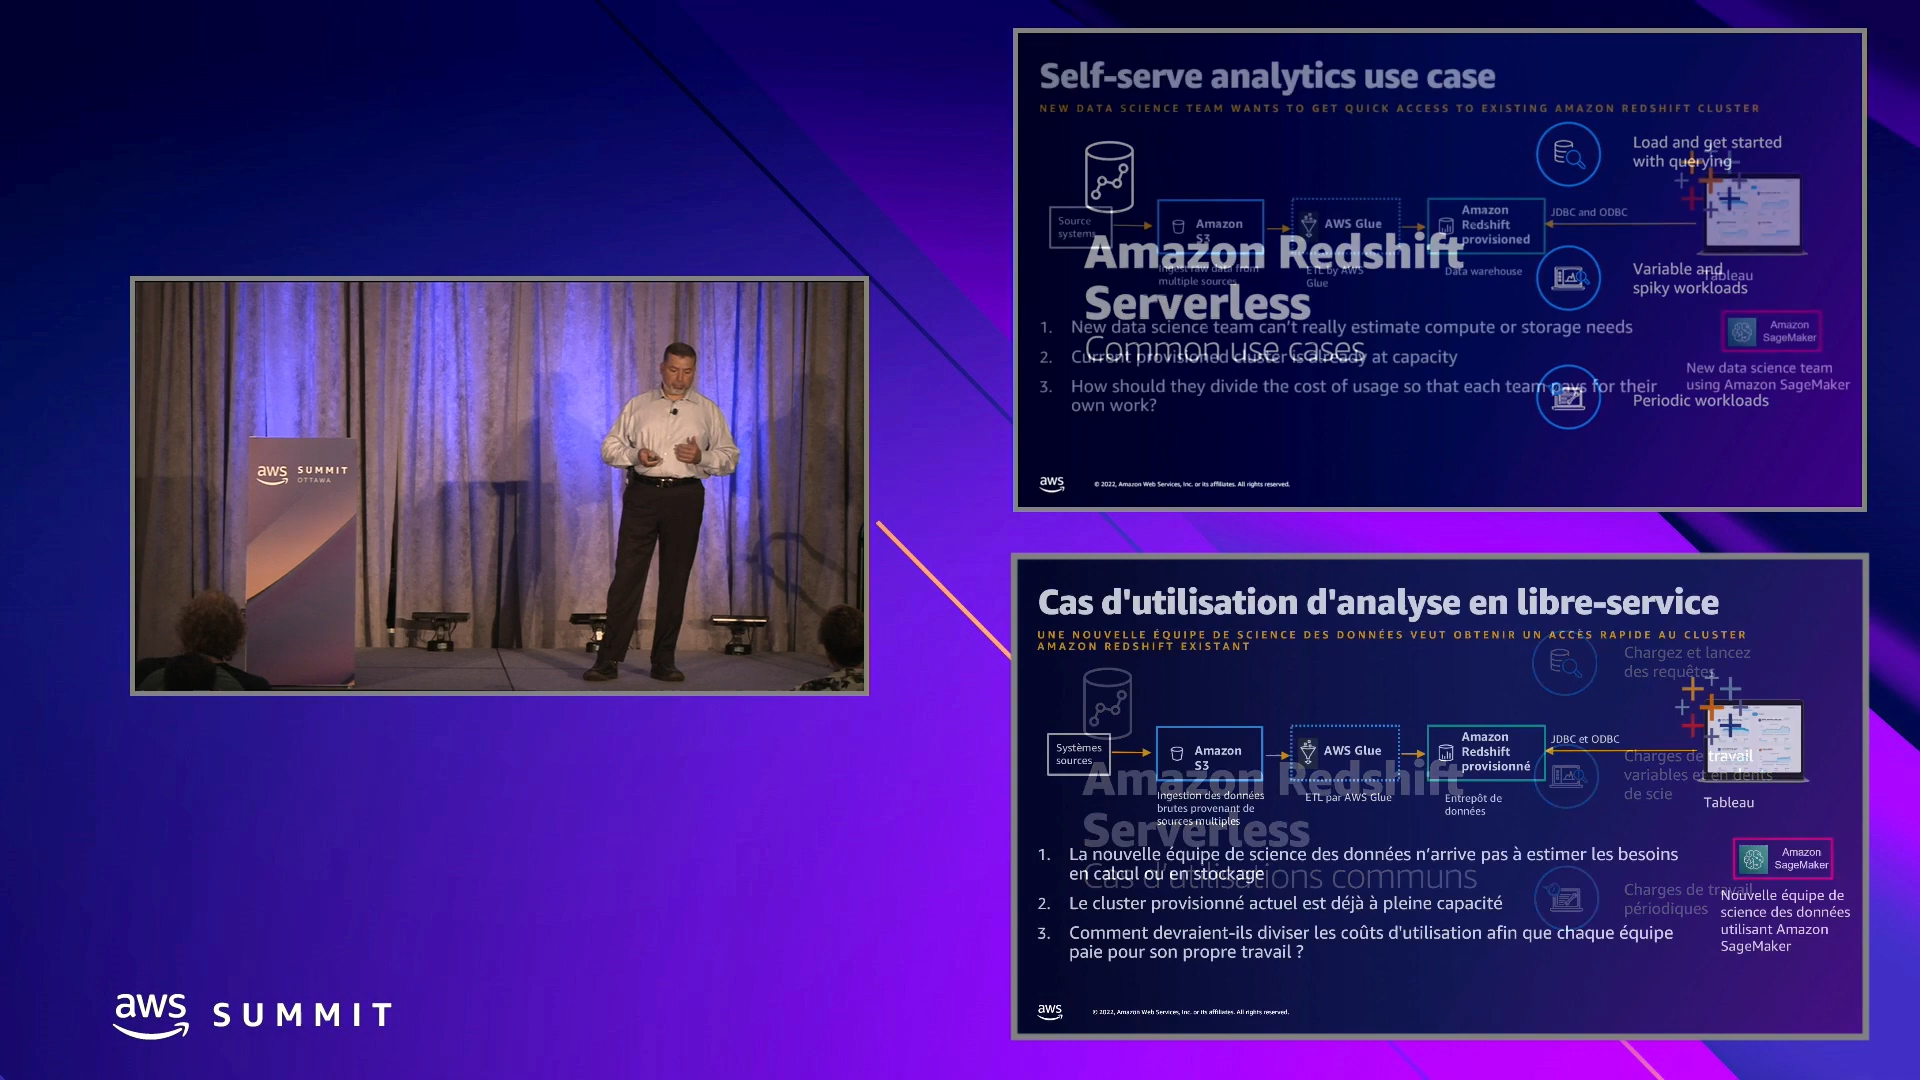 aws SUMMIT
OTTAWA
aws SUMMIT
Self-serve analytics use case
NEW DATA SCIENCE TEAM WANTS TO GET QUICK ACCESS TO EXISTING AMAZON REDSHIFT CLUSTER
Load and get started
with querying
Source
systems
Amazon
S3
AWS Glue
Amazon
Redshift
provisioned
JDBC and ODBC
Ingest raw data from
multiple sources
ETL by AWS
Glue
Data warehouse
Tableau
Amazon Redshift
Serverless
Common use cases
Variable and
spiky workloads
Periodic workloads
1. New data science team can't really estimate compute or storage needs
2. Current provisioned cluster is already at capacity
3. How should they divide the cost of usage so that each team pays for their
own work?
Amazon
SageMaker
New data science team
using Amazon SageMaker
aws
© 2022, Amazon Web Services, Inc. or its affiliates. All rights reserved.
Cas d'utilisation d'analyse en libre-service
UNE NOUVELLE ÉQUIPE DE SCIENCE DES DONNÉES VEUT OBTENIR UN ACCÈS RAPIDE AU CLUSTER
AMAZON REDSHIFT EXISTANT
Chargez et lancez
des requêtes
Systèmes
sources
Amazon
S3
AWS Glue
Amazon
Redshift
provisionné
JDBC et ODBC
Ingestion des données
brutes provenant de
sources multiples
ETL par AWS Glue
Entrepôt de
données
Tableau
Amazon Redshift
Serverless
Cas d'utilisations communs
Charges de travail
variables et en dents
de scie
Charges de travail
périodiques
1. La nouvelle équipe de science des données n'arrive pas à estimer les besoins
en calcul ou en stockage
2. Le cluster provisionné actuel est déjà à pleine capacité
3. Comment devraient-ils diviser les coûts d'utilisation afin que chaque équipe
paie pour son propre travail ?
Amazon
SageMaker
Nouvelle équipe de
science des données
utilisant Amazon
SageMaker
aws
© 2022, Amazon Web Services, Inc. or its affiliates. All rights reserved.